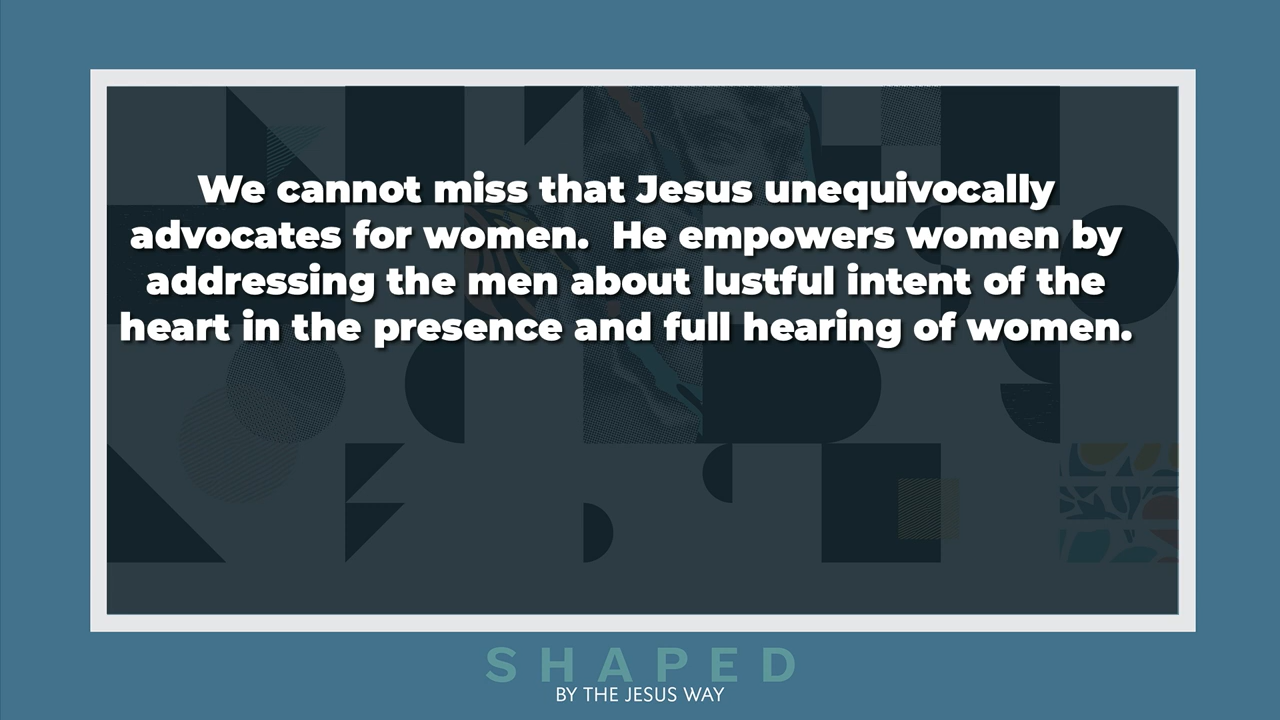 We cannot miss that Jesus unequivocally
advocates for women.  He empowers women by
addressing the men about lustful intent of the
heart in the presence and full hearing of women.
SHAPED
BY THE JESUS WAY